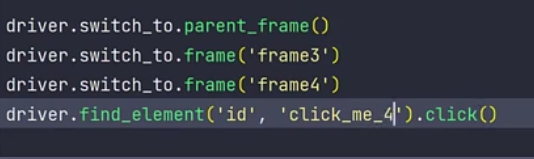 driver.switch_to.parent_frame()
driver.switch_to.frame('frame3')
driver.switch_to.frame('frame4')
driver.find_element('id', 'click_me_4').click()